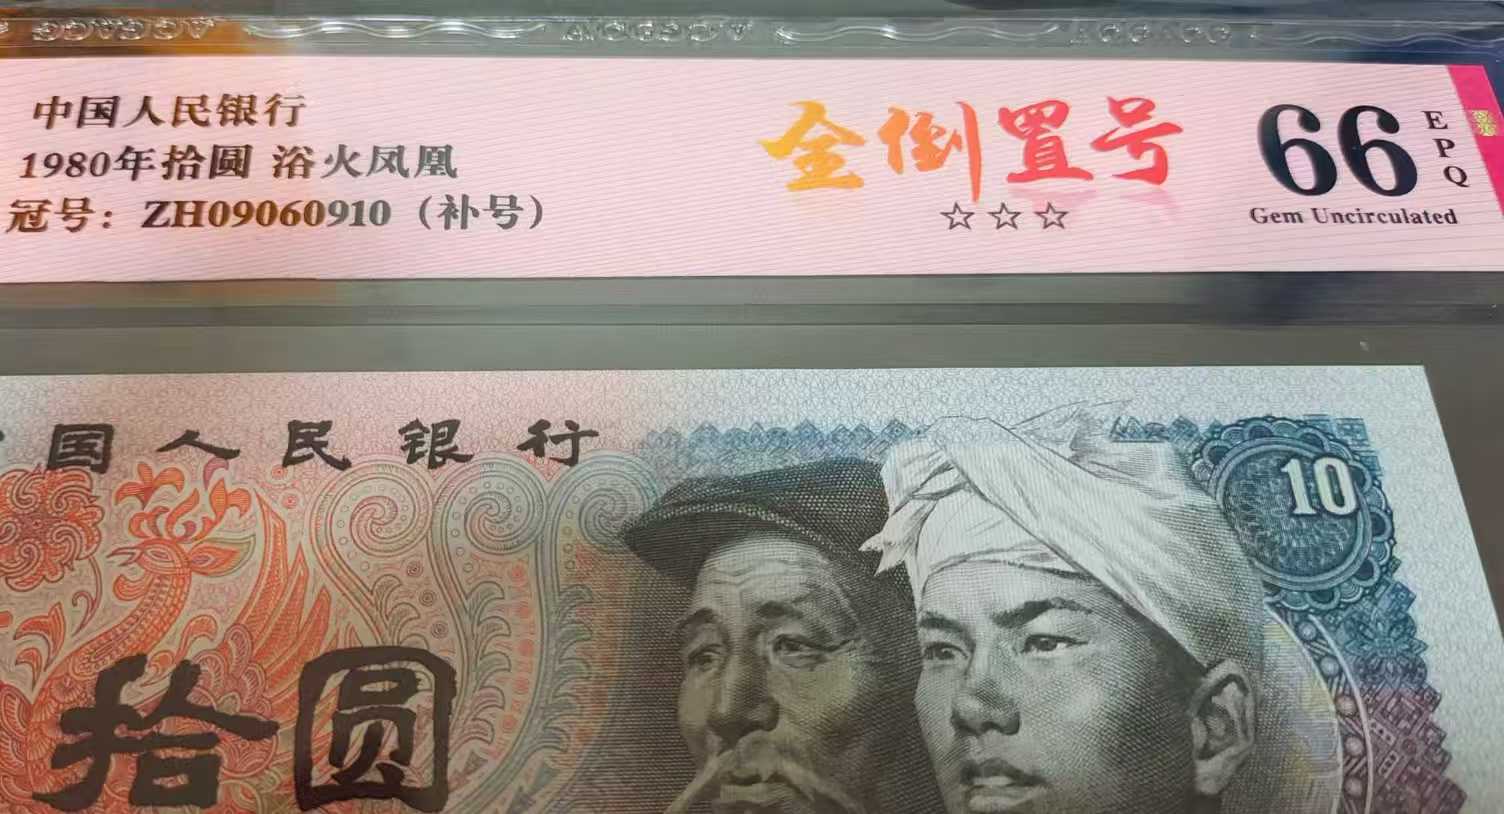 中国人民银行
1980年拾圆 浴火凤凰
冠号：ZH09060910（补号）
全倒置号
☆☆☆
66 EPQ
Gem Uncirculated
国人民银行
10
拾圆